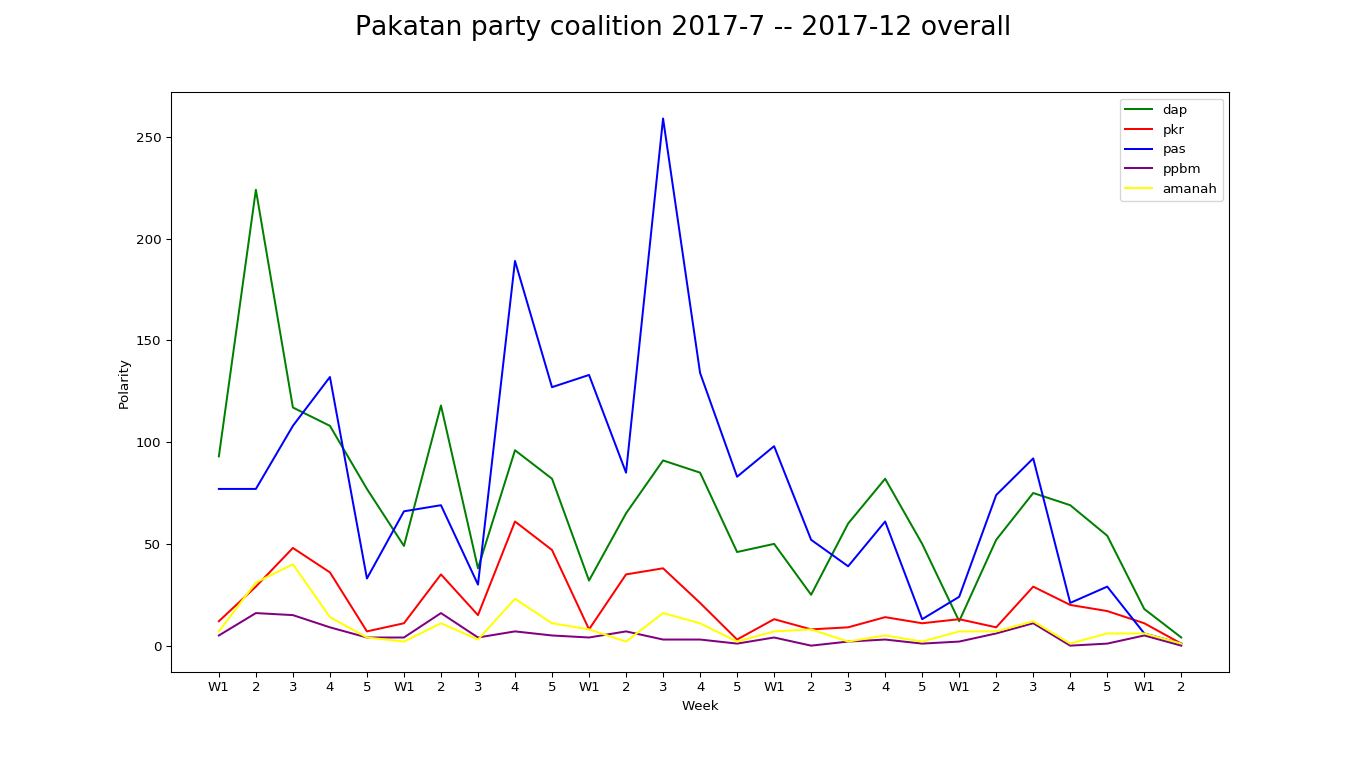 Pakatan party coalition 2017-7 -- 2017-12 overall
dap
pkr
pas
ppbm
amanah
250
200
150
100
50
0
Polarity
W1 2 3 4 5 W1 2 3 4 5 W1 2 3 4 5 W1 2 3 4 5 W1 2 3 4 5 W1 2
Week